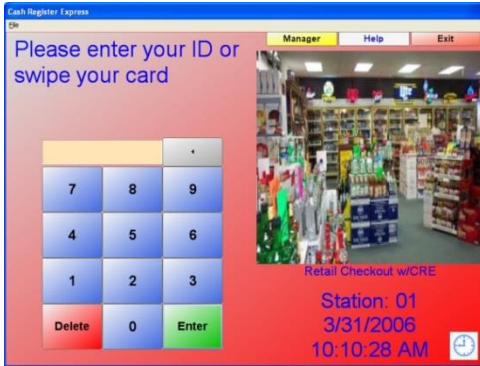 Cash Register Express
File
Please enter your ID or
swipe your card
Manager Help Exit
7 8 9
4 5 6
1 2 3
Delete 0 Enter
Retail Checkout w/CRE
Station: 01
3/31/2006
10:10:28 AM